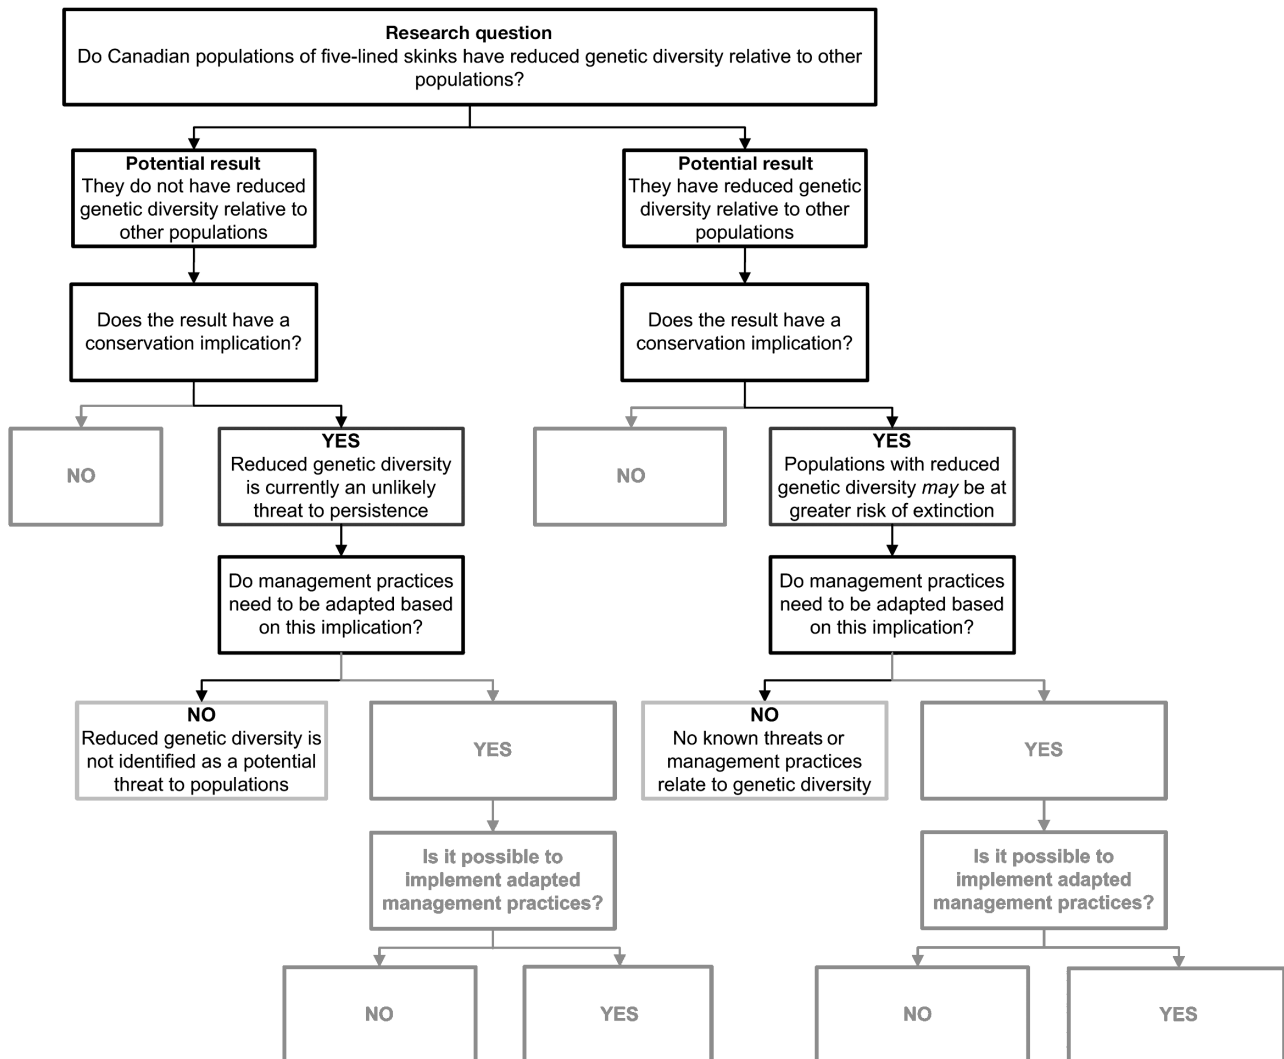 Research question
Do Canadian populations of five-lined skinks have reduced genetic diversity relative to other
populations?
Potential result
They do not have reduced
genetic diversity relative to
other populations
Potential result
They have reduced genetic
diversity relative to other
populations
Does the result have a
conservation implication?
Does the result have a
conservation implication?
NO
YES
Reduced genetic diversity
is currently an unlikely
threat to persistence
NO
YES
Populations with reduced
genetic diversity may be at
greater risk of extinction
Do management practices
need to be adapted based
on this implication?
Do management practices
need to be adapted based
on this implication?
NO
Reduced genetic diversity is
not identified as a potential
threat to populations
YES
NO
No known threats or
management practices
relate to genetic diversity
YES
Is it possible to
implement adapted
management practices?
Is it possible to
implement adapted
management practices?
NO
YES
NO
YES